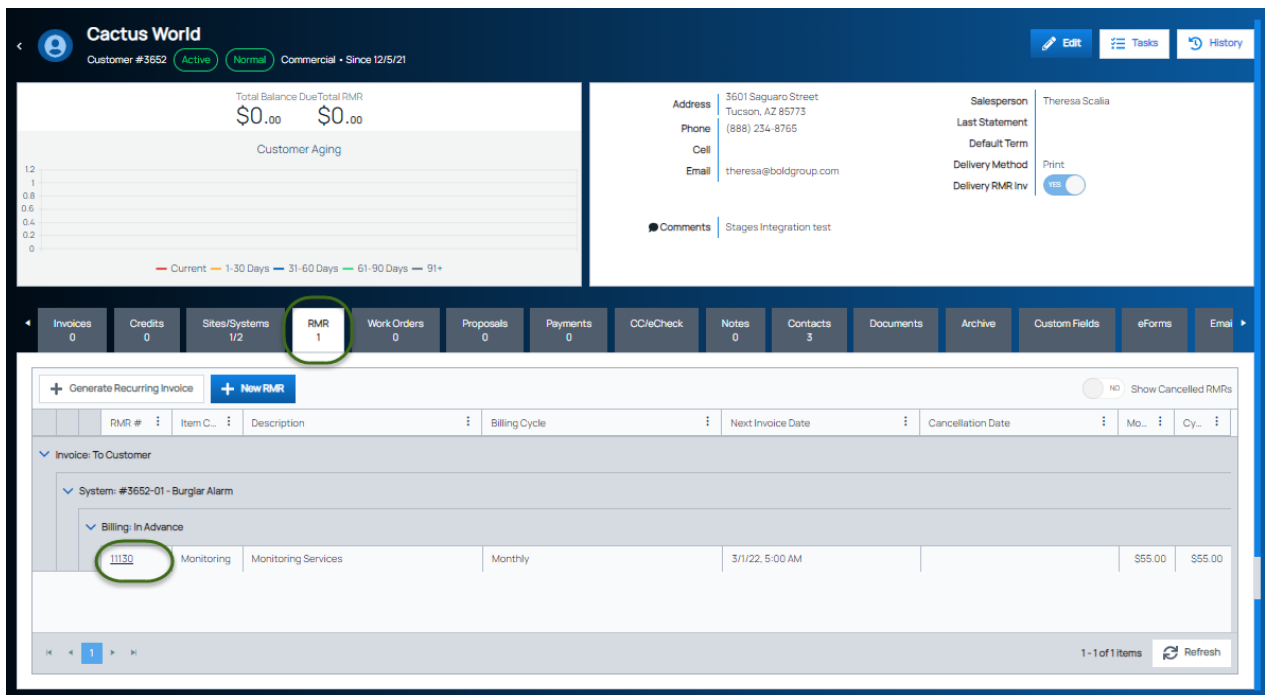 Cactus World
Customer #3652 Active Normal Commercial • Since 12/5/21
Edit Tasks History
Total Balance Due Total RMR
$0.00 $0.00
Customer Aging
1.2
1
0.8
0.6
0.4
0.2
0
Current 1-30 Days 31-60 Days 61-90 Days 91+
Address 3601 Saguaro Street
Tucson, AZ 85773
Phone (888) 234-8765
Cell
Email theresa@boldgroup.com
Comments Stages Integration test
Salesperson Theresa Scalia
Last Statement
Default Term
Delivery Method Print
Delivery RMR Inv YES
Invoices Credits Sites/Systems RMR Work Orders Proposals Payments CC/eCheck Notes Contacts Documents Archive Custom Fields eForms Emai
0 0 1/2 1 0 0 0 0 3
+ Generate Recurring Invoice + New RMR NO Show Cancelled RMRs
RMR # Item C... Description Billing Cycle Next Invoice Date Cancellation Date Mo... Cy...
Invoice: To Customer
System: #3652-01 - Burglar Alarm
Billing: In Advance
11130 Monitoring Monitoring Services Monthly 3/1/22, 5:00 AM $55.00 $55.00
1 1 - 1 of 1 items Refresh